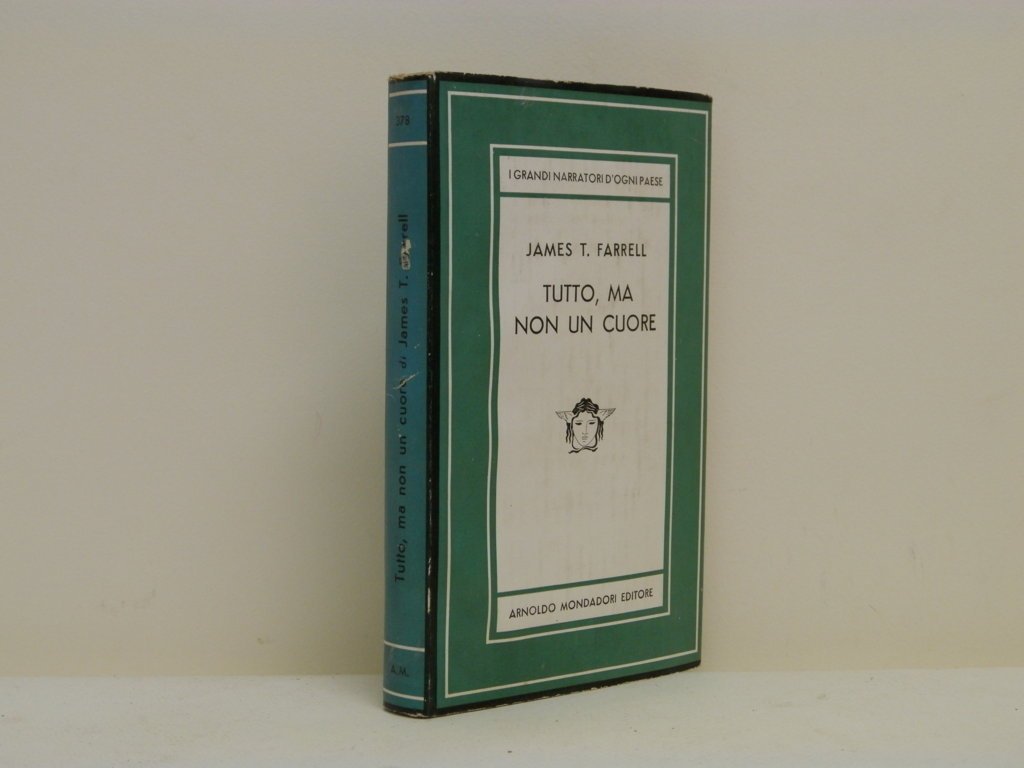 378
Tutto, ma non un cuore di James T. Farrell
A.M.
I GRANDI NARRATORI D'OGNI PAESE
JAMES T. FARRELL
TUTTO, MA
NON UN CUORE
ARNOLDO MONDADORI EDITORE